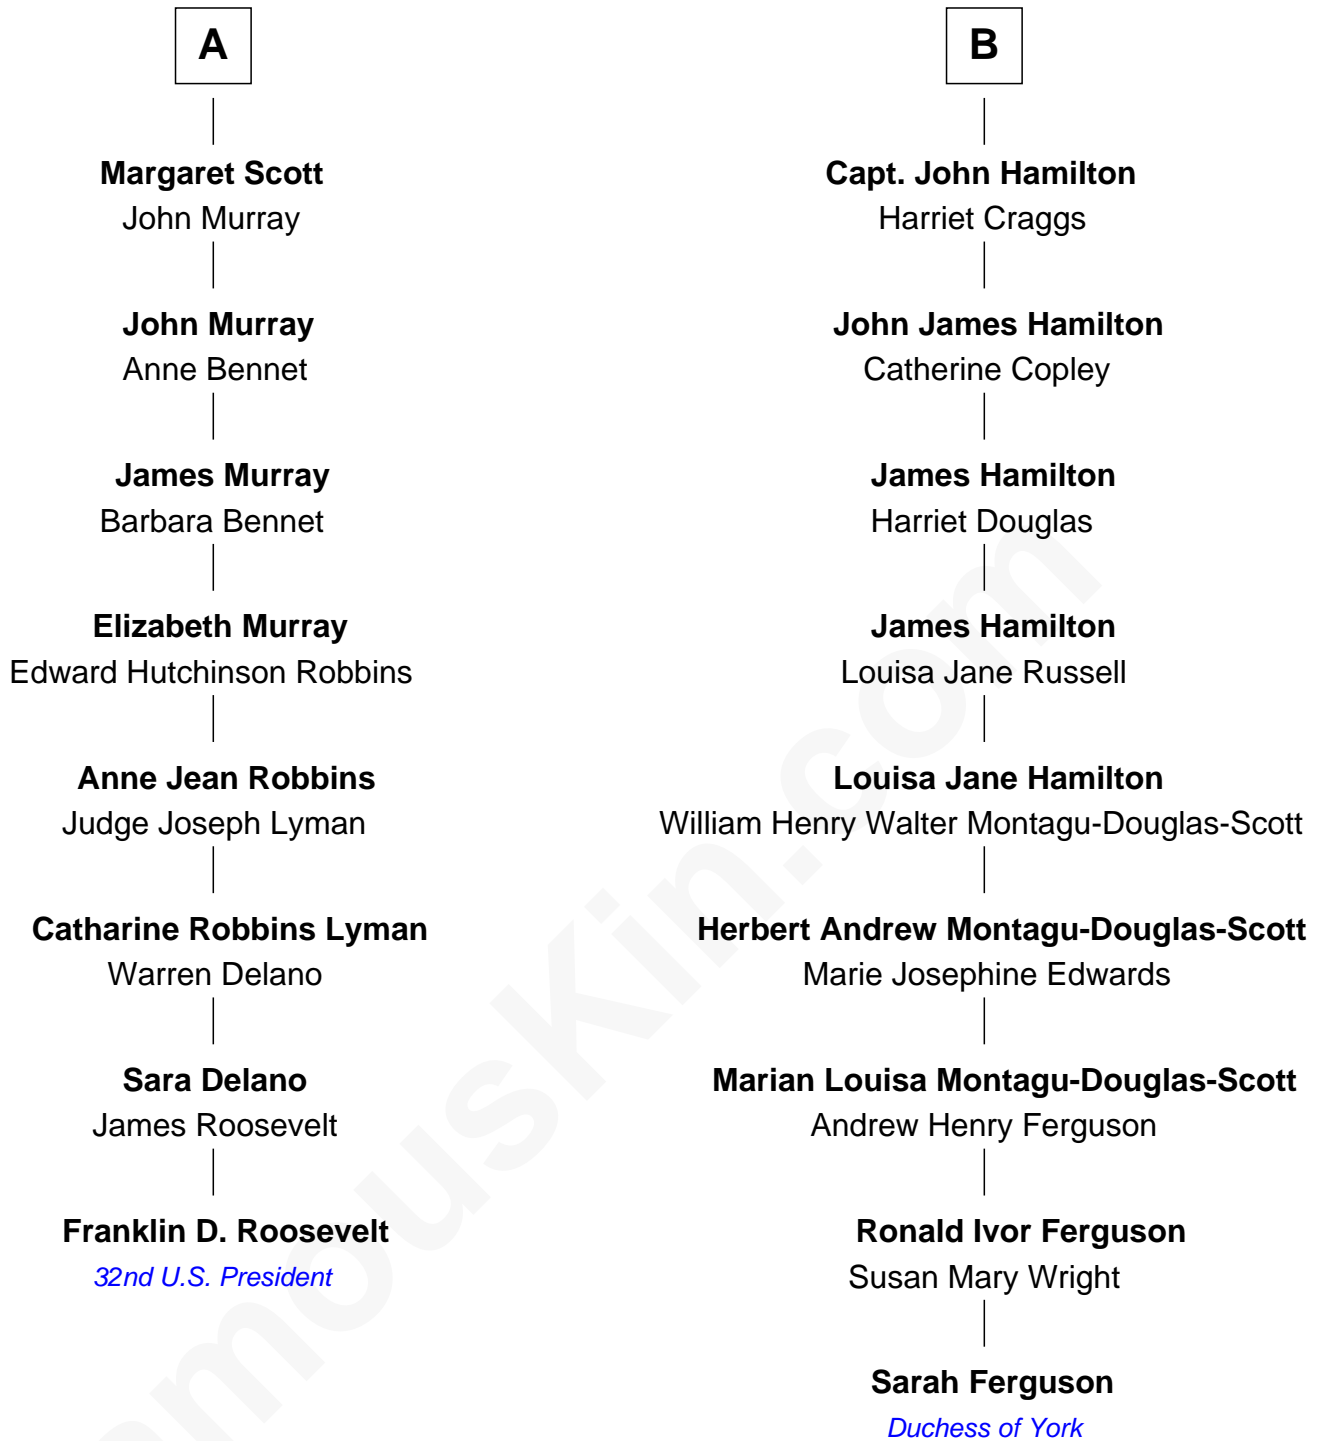 A
Margaret Scott
John Murray
John Murray
Anne Bennet
James Murray
Barbara Bennet
Elizabeth Murray
Edward Hutchinson Robbins
Anne Jean Robbins
Judge Joseph Lyman
Catharine Robbins Lyman
Warren Delano
Sara Delano
James Roosevelt
Franklin D. Roosevelt
32nd U.S. President
B
Capt. John Hamilton
Harriet Craggs
John James Hamilton
Catherine Copley
James Hamilton
Harriet Douglas
James Hamilton
Louisa Jane Russell
Louisa Jane Hamilton
William Henry Walter Montagu-Douglas-Scott
Herbert Andrew Montagu-Douglas-Scott
Marie Josephine Edwards
Marian Louisa Montagu-Douglas-Scott
Andrew Henry Ferguson
Ronald Ivor Ferguson
Susan Mary Wright
Sarah Ferguson
Duchess of York